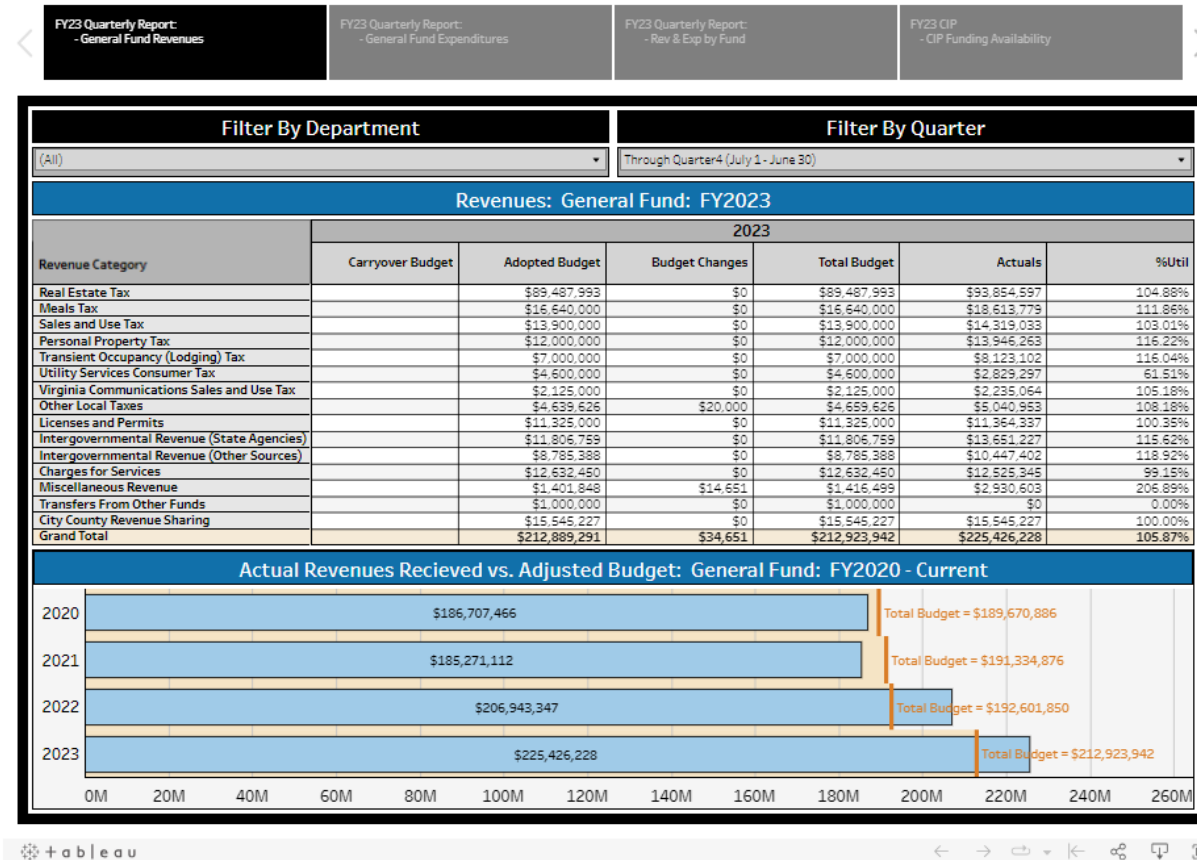 FY23 Quarterly Report:
- General Fund Revenues
FY23 Quarterly Report:
- General Fund Expenditures
FY23 Quarterly Report:
- Rev & Exp by Fund
FY23 CIP
- CIP Funding Availability
Filter By Department
Filter By Quarter
(All)
Through Quarter4 (July 1 - June 30)
Revenues: General Fund: FY2023
2023
Revenue Category Carryover Budget Adopted Budget Budget Changes Total Budget Actuals %Util
Real Estate Tax $89,487,993 $0 $89,487,993 $93,854,597 104.88%
Meals Tax $16,640,000 $0 $16,640,000 $18,613,779 111.86%
Sales and Use Tax $13,900,000 $0 $13,900,000 $14,319,033 103.01%
Personal Property Tax $12,000,000 $0 $12,000,000 $13,946,263 116.22%
Transient Occupancy (Lodging) Tax $7,000,000 $0 $7,000,000 $8,123,102 116.04%
Utility Services Consumer Tax $4,600,000 $0 $4,600,000 $2,829,297 61.51%
Virginia Communications Sales and Use Tax $2,125,000 $0 $2,125,000 $2,235,064 105.18%
Other Local Taxes $4,639,626 $20,000 $4,659,626 $5,040,953 108.18%
Licenses and Permits $11,325,000 $0 $11,325,000 $11,364,337 100.35%
Intergovernmental Revenue (State Agencies) $11,806,759 $0 $11,806,759 $13,651,227 115.62%
Intergovernmental Revenue (Other Sources) $8,785,388 $0 $8,785,388 $10,447,402 118.92%
Charges for Services $12,632,450 $0 $12,632,450 $12,525,345 99.15%
Miscellaneous Revenue $1,401,848 $14,651 $1,416,499 $2,930,603 206.89%
Transfers From Other Funds $1,000,000 $0 $1,000,000 $0 0.00%
City County Revenue Sharing $15,545,227 $0 $15,545,227 $15,545,227 100.00%
Grand Total $212,889,291 $34,651 $212,923,942 $225,426,228 105.87%
Actual Revenues Recieved vs. Adjusted Budget: General Fund: FY2020 - Current
2020 $186,707,466 Total Budget = $189,670,886
2021 $185,271,112 Total Budget = $191,334,876
2022 $206,943,347 Total Budget = $192,601,850
2023 $225,426,228 Total Budget = $212,923,942
0M 20M 40M 60M 80M 100M 120M 140M 160M 180M 200M 220M 240M 260M
+ableau